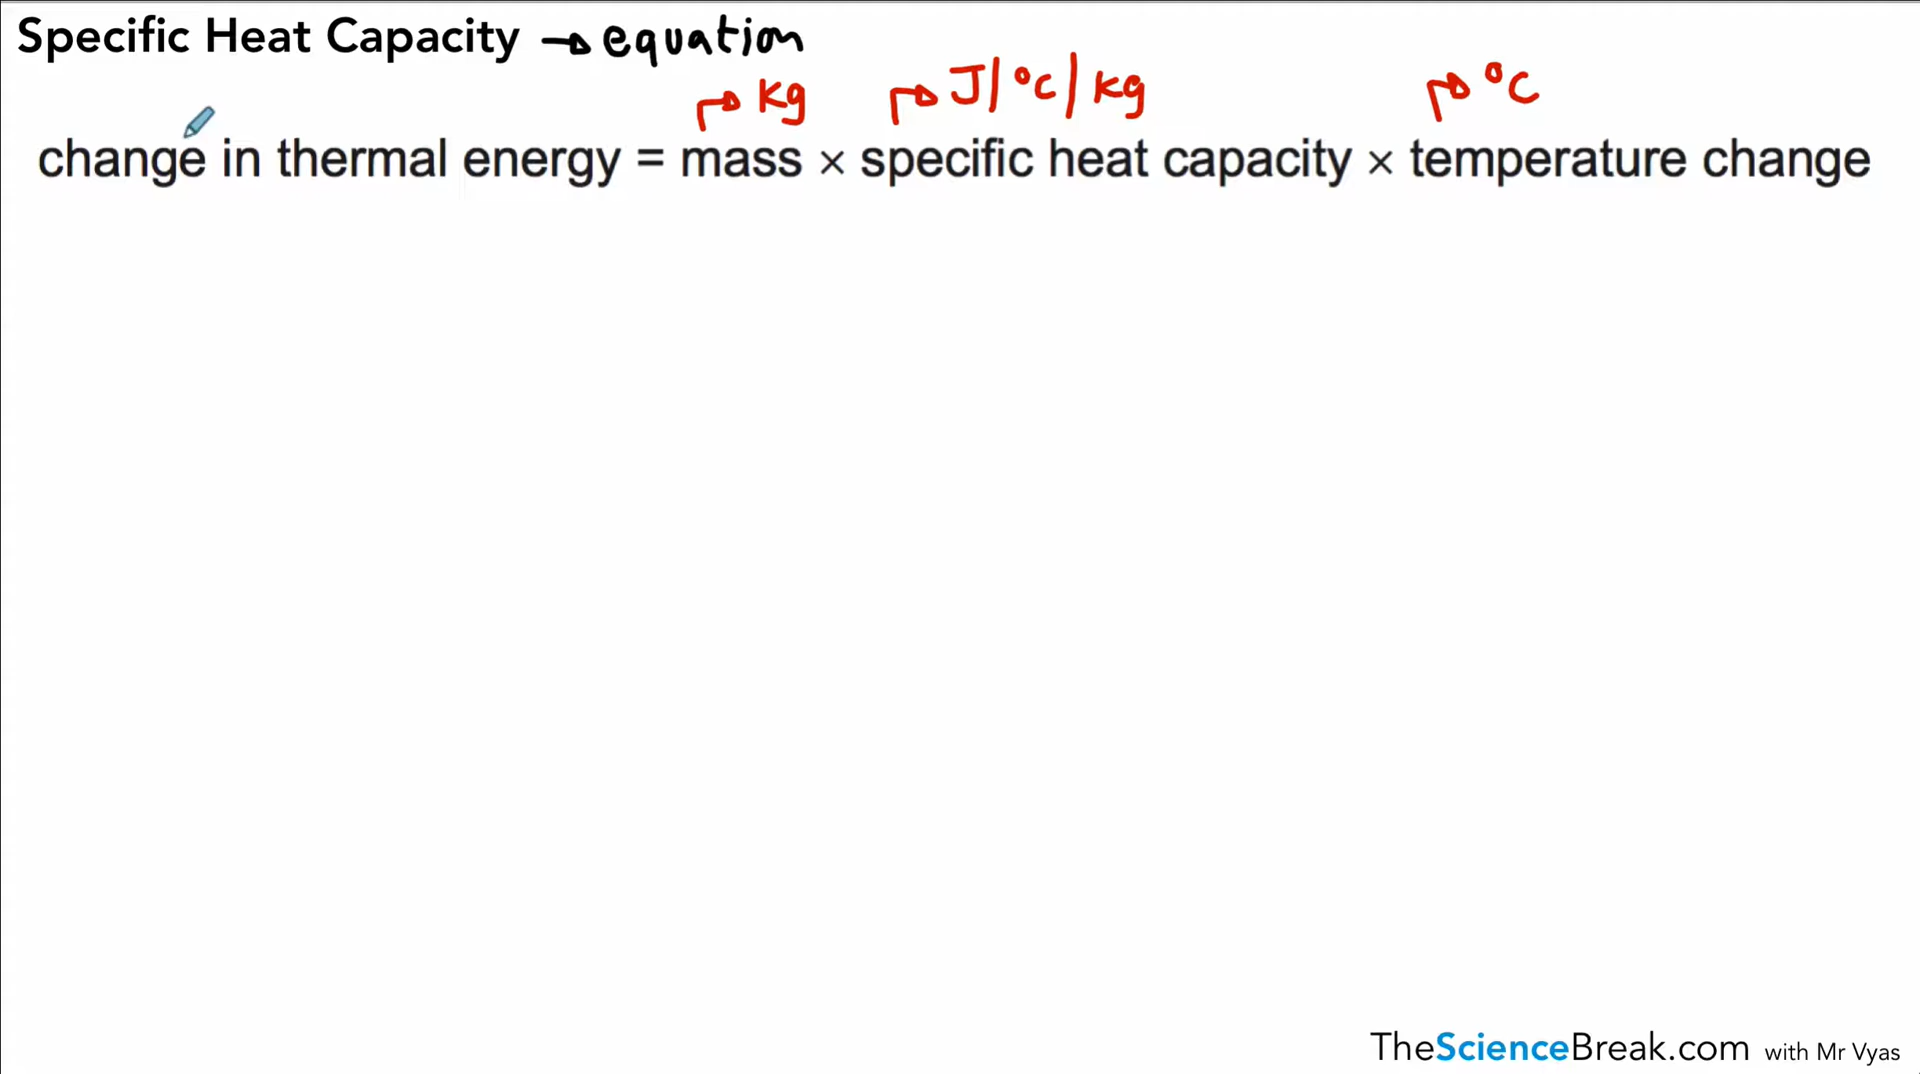 Specific Heat Capacity → equation
kg J/°C/kg °C
change in thermal energy = mass × specific heat capacity × temperature change
TheScienceBreak.com with Mr Vyas